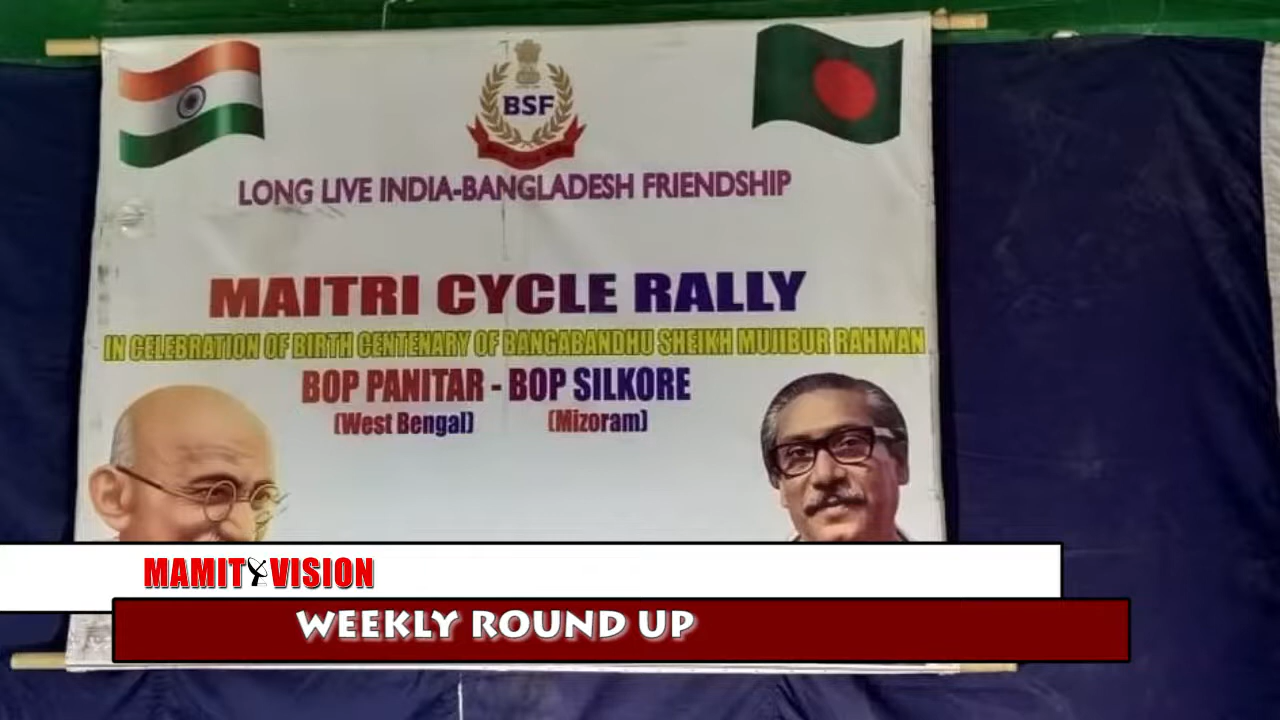 BSF
LONG LIVE INDIA-BANGLADESH FRIENDSHIP
MAITRI CYCLE RALLY
IN CELEBRATION OF BIRTH CENTENARY OF BANGABANDHU SHEIKH MUJIBUR RAHMAN
BOP PANITAR - BOP SILKORE
(West Bengal) (Mizoram)
MAMIT VISION
WEEKLY ROUND UP